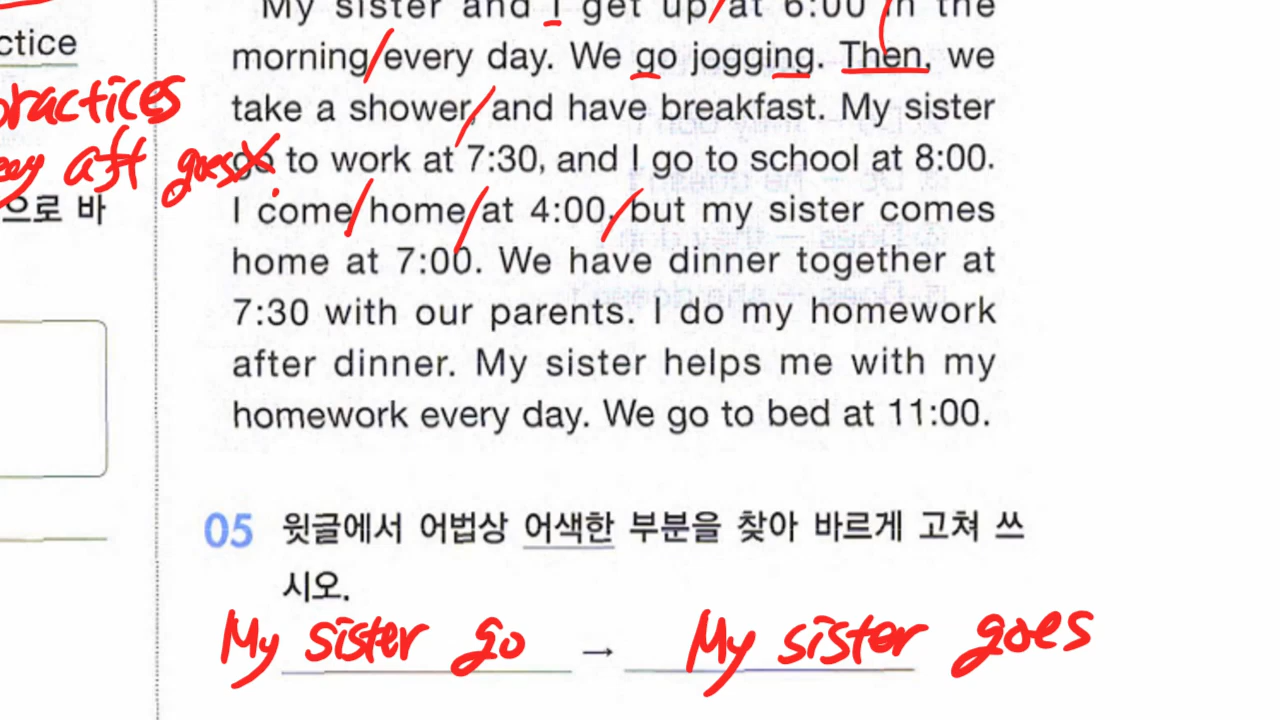 My sister and I get up at 6:00 in the
ctice
morning every day. We go jogging. Then, we
practices
take a shower, and have breakfast. My sister
aft goes
go to work at 7:30, and I go to school at 8:00.
으로 바
I come home at 4:00, but my sister comes
home at 7:00. We have dinner together at
7:30 with our parents. I do my homework
after dinner. My sister helps me with my
homework every day. We go to bed at 11:00.
05 윗글에서 어법상 어색한 부분을 찾아 바르게 고쳐 쓰
시오.
My sister go → My sister goes